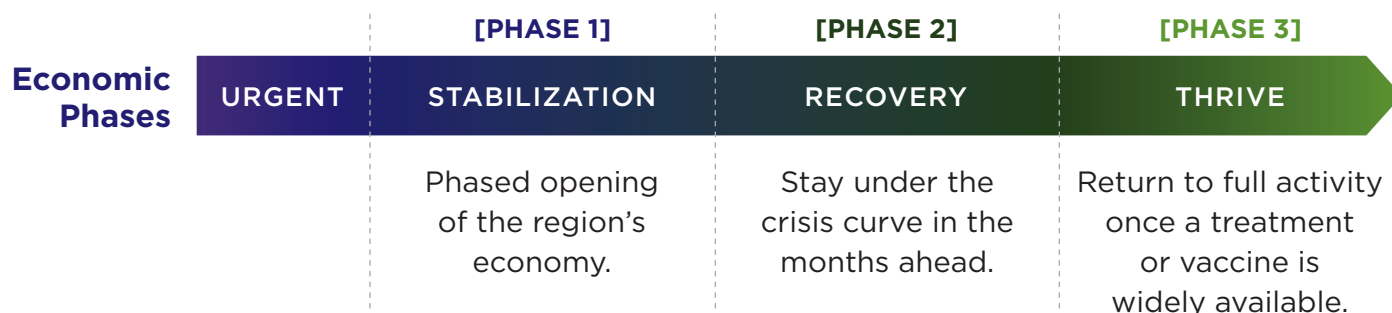 [PHASE 1]
[PHASE 2]
[PHASE 3]
Economic
Phases
URGENT
STABILIZATION
RECOVERY
THRIVE
Phased opening
of the region’s
economy.
Stay under the
crisis curve in the
months ahead.
Return to full activity
once a treatment
or vaccine is
widely available.